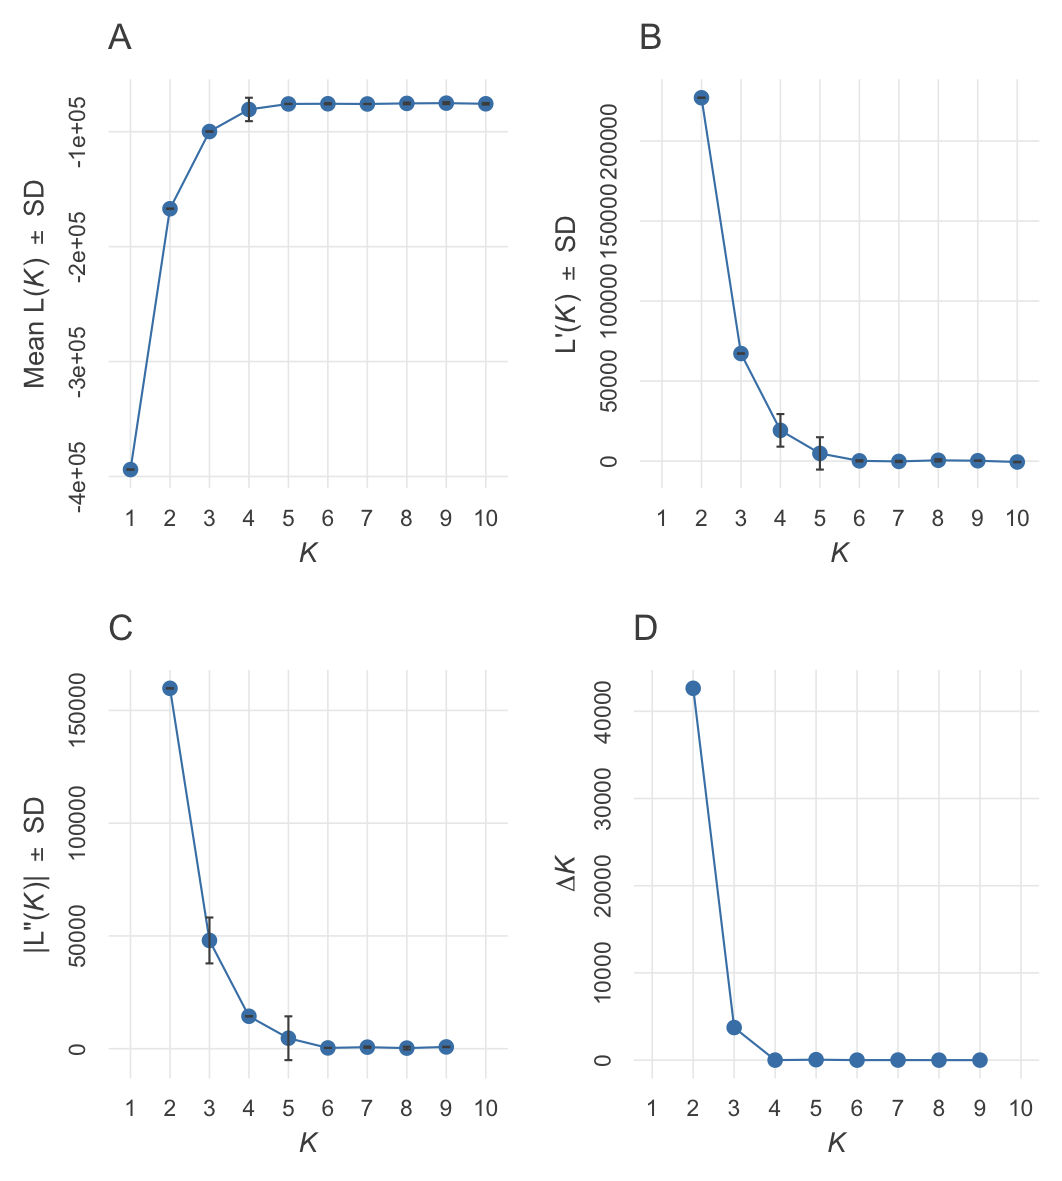 A
Mean L(K) ± SD
-1e+05
-2e+05
-3e+05
-4e+05
1 2 3 4 5 6 7 8 9 10
K
B
L'(K) ± SD
200000
150000
100000
50000
0
1 2 3 4 5 6 7 8 9 10
K
C
|L"(K)| ± SD
150000
100000
50000
0
1 2 3 4 5 6 7 8 9 10
K
D
ΔK
40000
30000
20000
10000
0
1 2 3 4 5 6 7 8 9 10
K